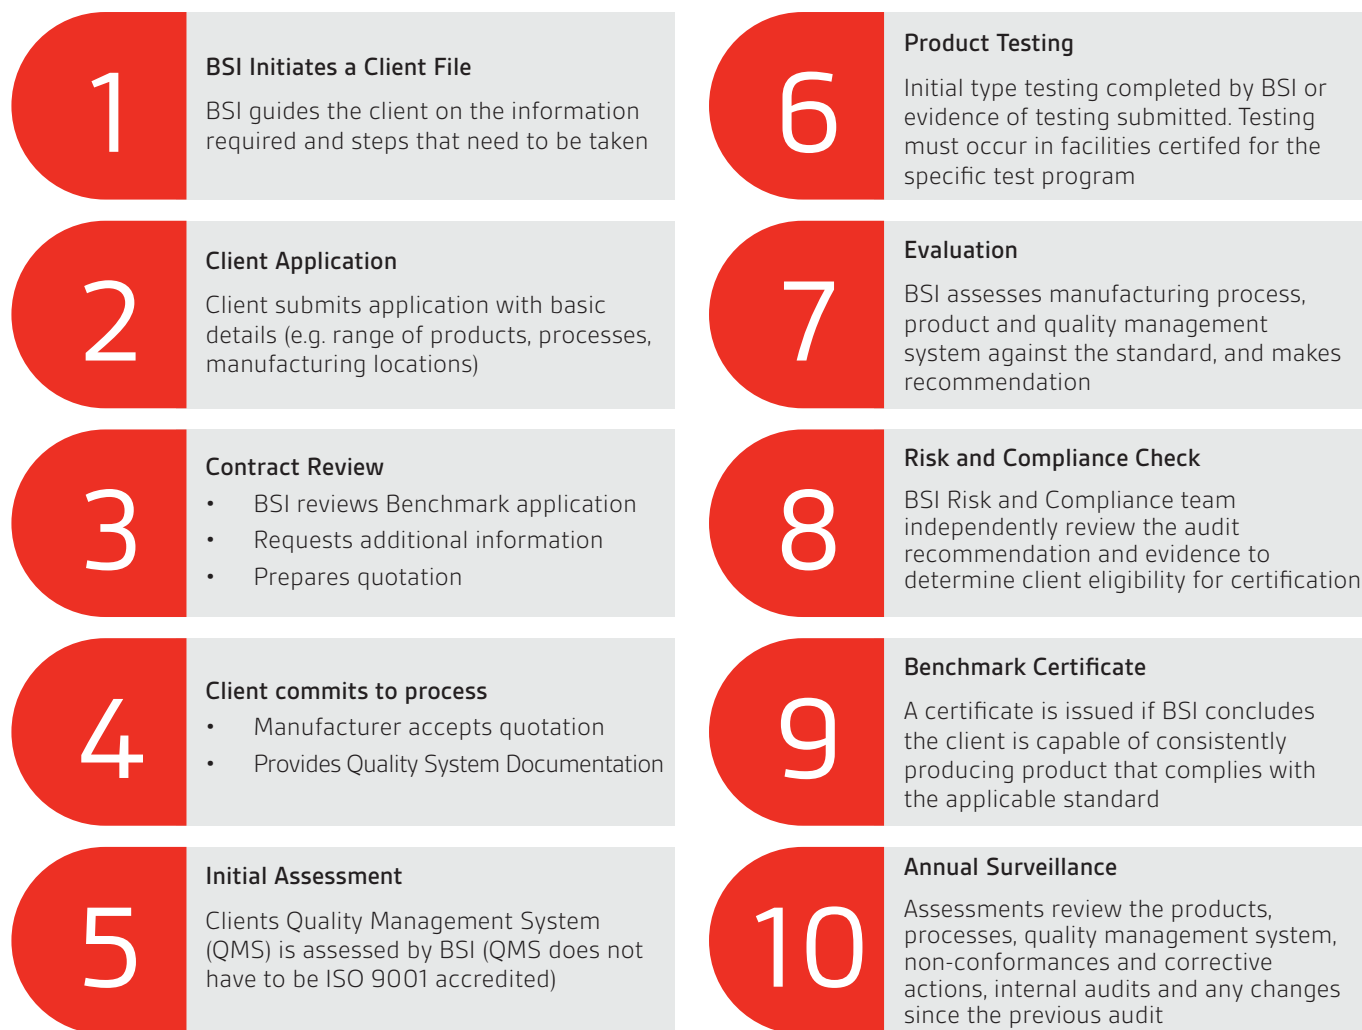 1
BSI Initiates a Client File
BSI guides the client on the information
required and steps that need to be taken
2
Client Application
Client submits application with basic
details (e.g. range of products, processes,
manufacturing locations)
3
Contract Review
• BSI reviews Benchmark application
• Requests additional information
• Prepares quotation
4
Client commits to process
• Manufacturer accepts quotation
• Provides Quality System Documentation
5
Initial Assessment
Clients Quality Management System
(QMS) is assessed by BSI (QMS does not
have to be ISO 9001 accredited)
6
Product Testing
Initial type testing completed by BSI or
evidence of testing submitted. Testing
must occur in facilities certifed for the
specific test program
7
Evaluation
BSI assesses manufacturing process,
product and quality management
system against the standard, and makes
recommendation
8
Risk and Compliance Check
BSI Risk and Compliance team
independently review the audit
recommendation and evidence to
determine client eligibility for certification
9
Benchmark Certificate
A certificate is issued if BSI concludes
the client is capable of consistently
producing product that complies with
the applicable standard
10
Annual Surveillance
Assessments review the products,
processes, quality management system,
non-conformances and corrective
actions, internal audits and any changes
since the previous audit